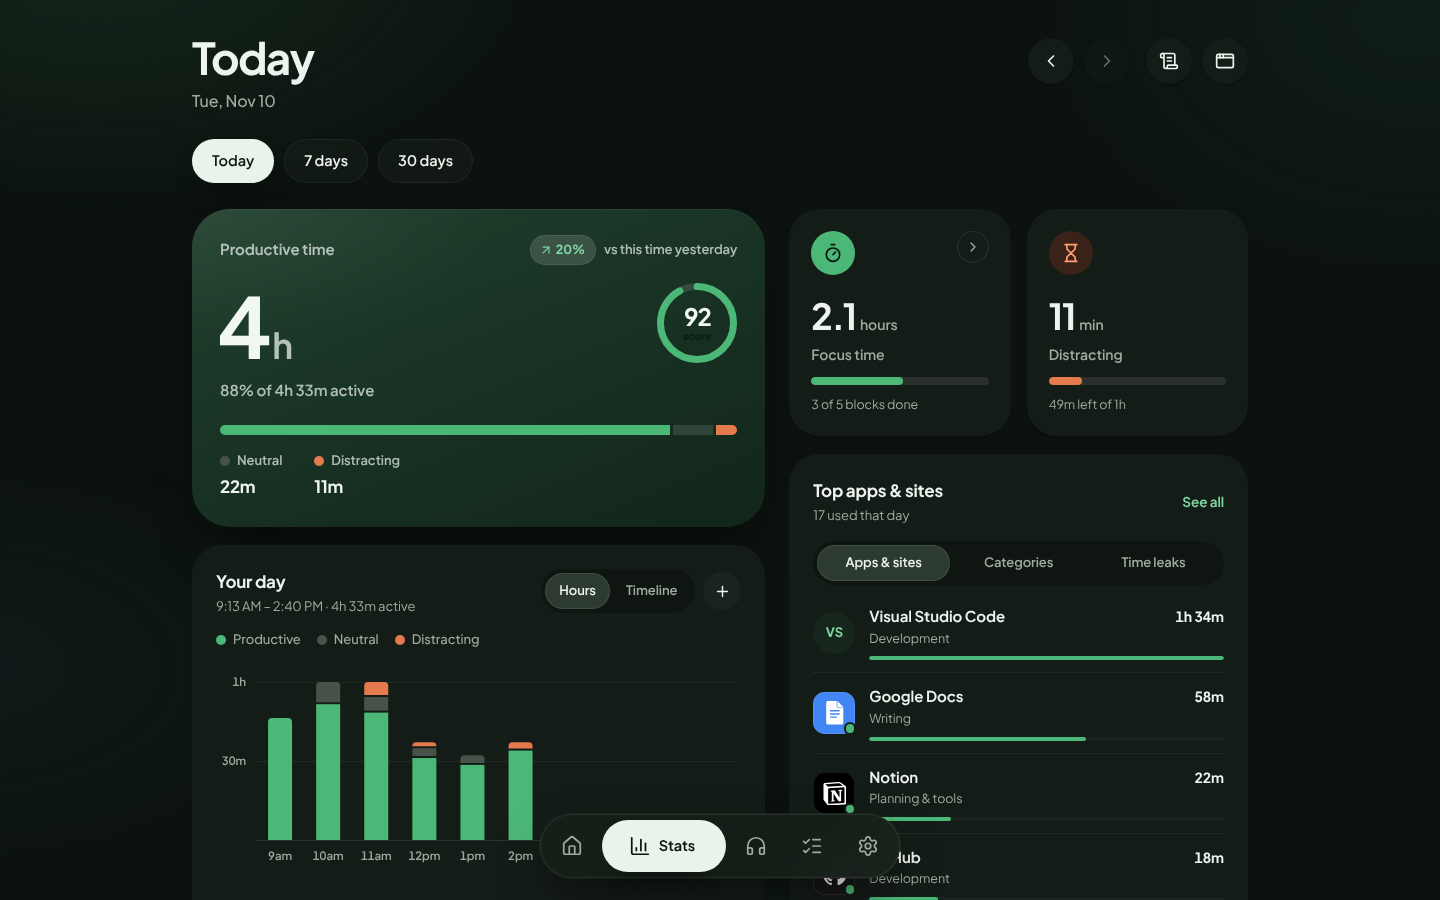 Today
Tue, Nov 10
Today
7 days
30 days
Productive time
20%
vs this time yesterday
4h
92
score
88% of 4h 33m active
Neutral
Distracting
22m
11m
2.1 hours
Focus time
3 of 5 blocks done
11 min
Distracting
49m left of 1h
Your day
9:13 AM – 2:40 PM · 4h 33m active
Hours
Timeline
Productive
Neutral
Distracting
1h
30m
9am
10am
11am
12pm
1pm
2pm
Top apps & sites
17 used that day
See all
Apps & sites
Categories
Time leaks
VS
Visual Studio Code
1h 34m
Development
Google Docs
58m
Writing
N
Notion
22m
Planning & tools
Hub
18m
Development
Stats